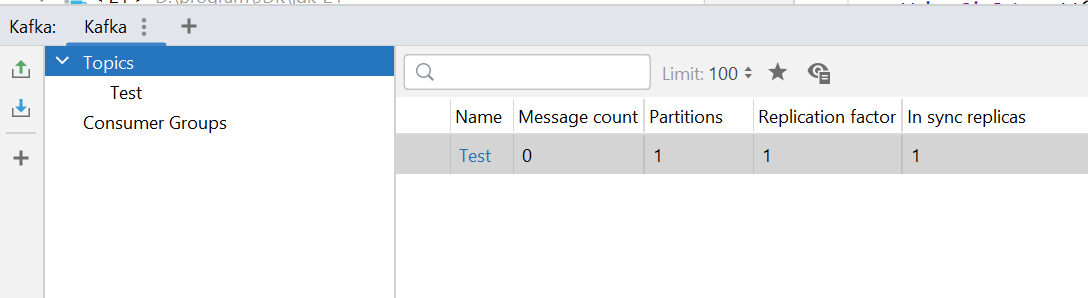 Kafka: Kafka
Topics
Test
Consumer Groups
Limit: 100
Name Message count Partitions Replication factor In sync replicas
Test 0 1 1 1